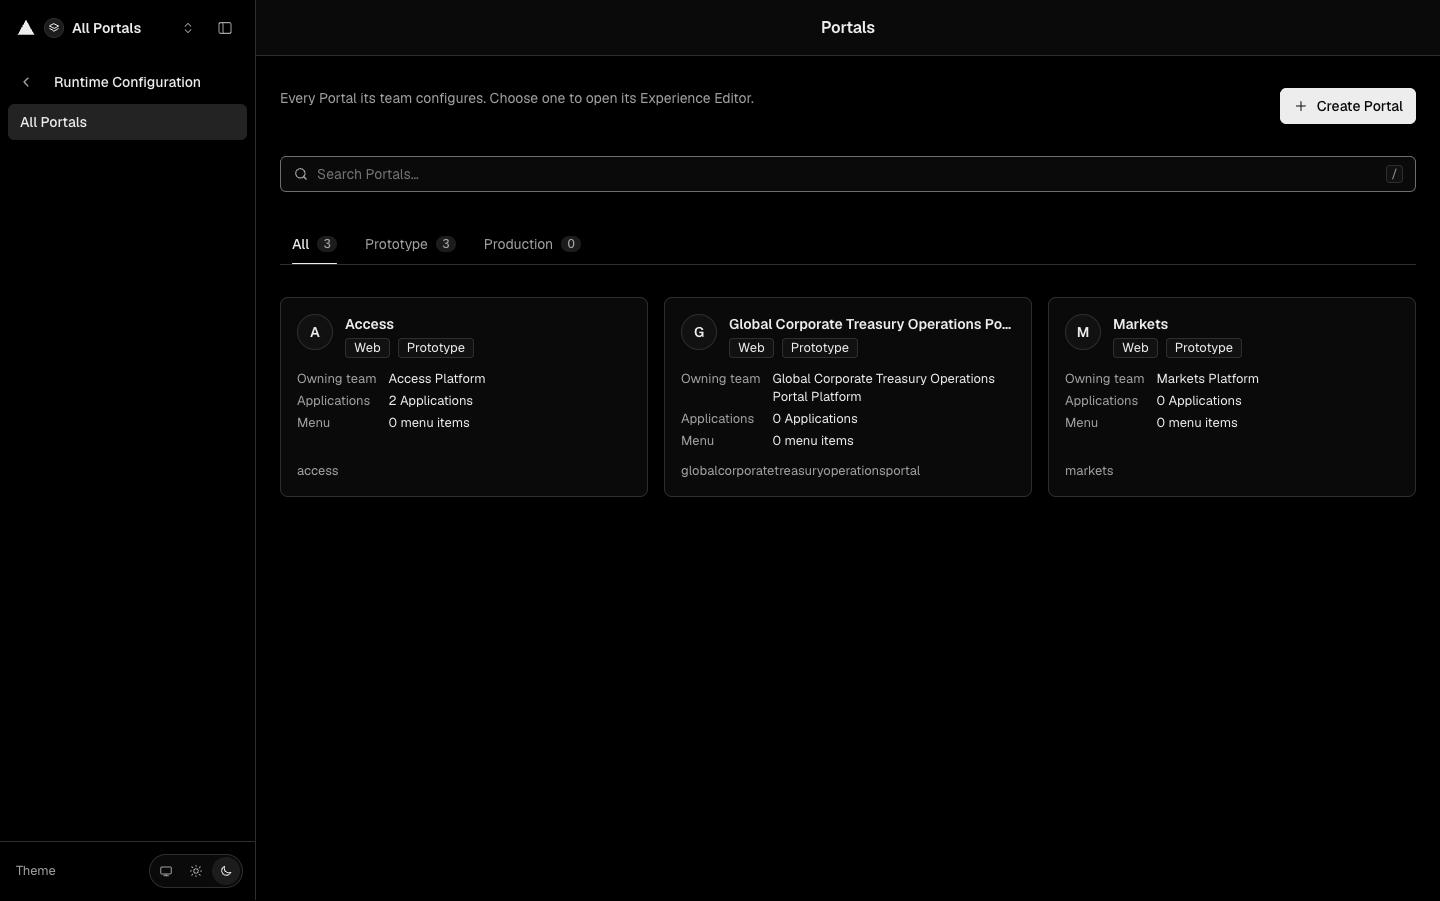 All Portals
Portals
Runtime Configuration
All Portals
Every Portal its team configures. Choose one to open its Experience Editor.
Create Portal
Search Portals...
/
All 3
Prototype 3
Production 0
A
Access
Web Prototype
Owning team Access Platform
Applications 2 Applications
Menu 0 menu items
access
G
Global Corporate Treasury Operations Po...
Web Prototype
Owning team Global Corporate Treasury Operations
Portal Platform
Applications 0 Applications
Menu 0 menu items
globalcorporatetreasuryoperationsportal
M
Markets
Web Prototype
Owning team Markets Platform
Applications 0 Applications
Menu 0 menu items
markets
Theme